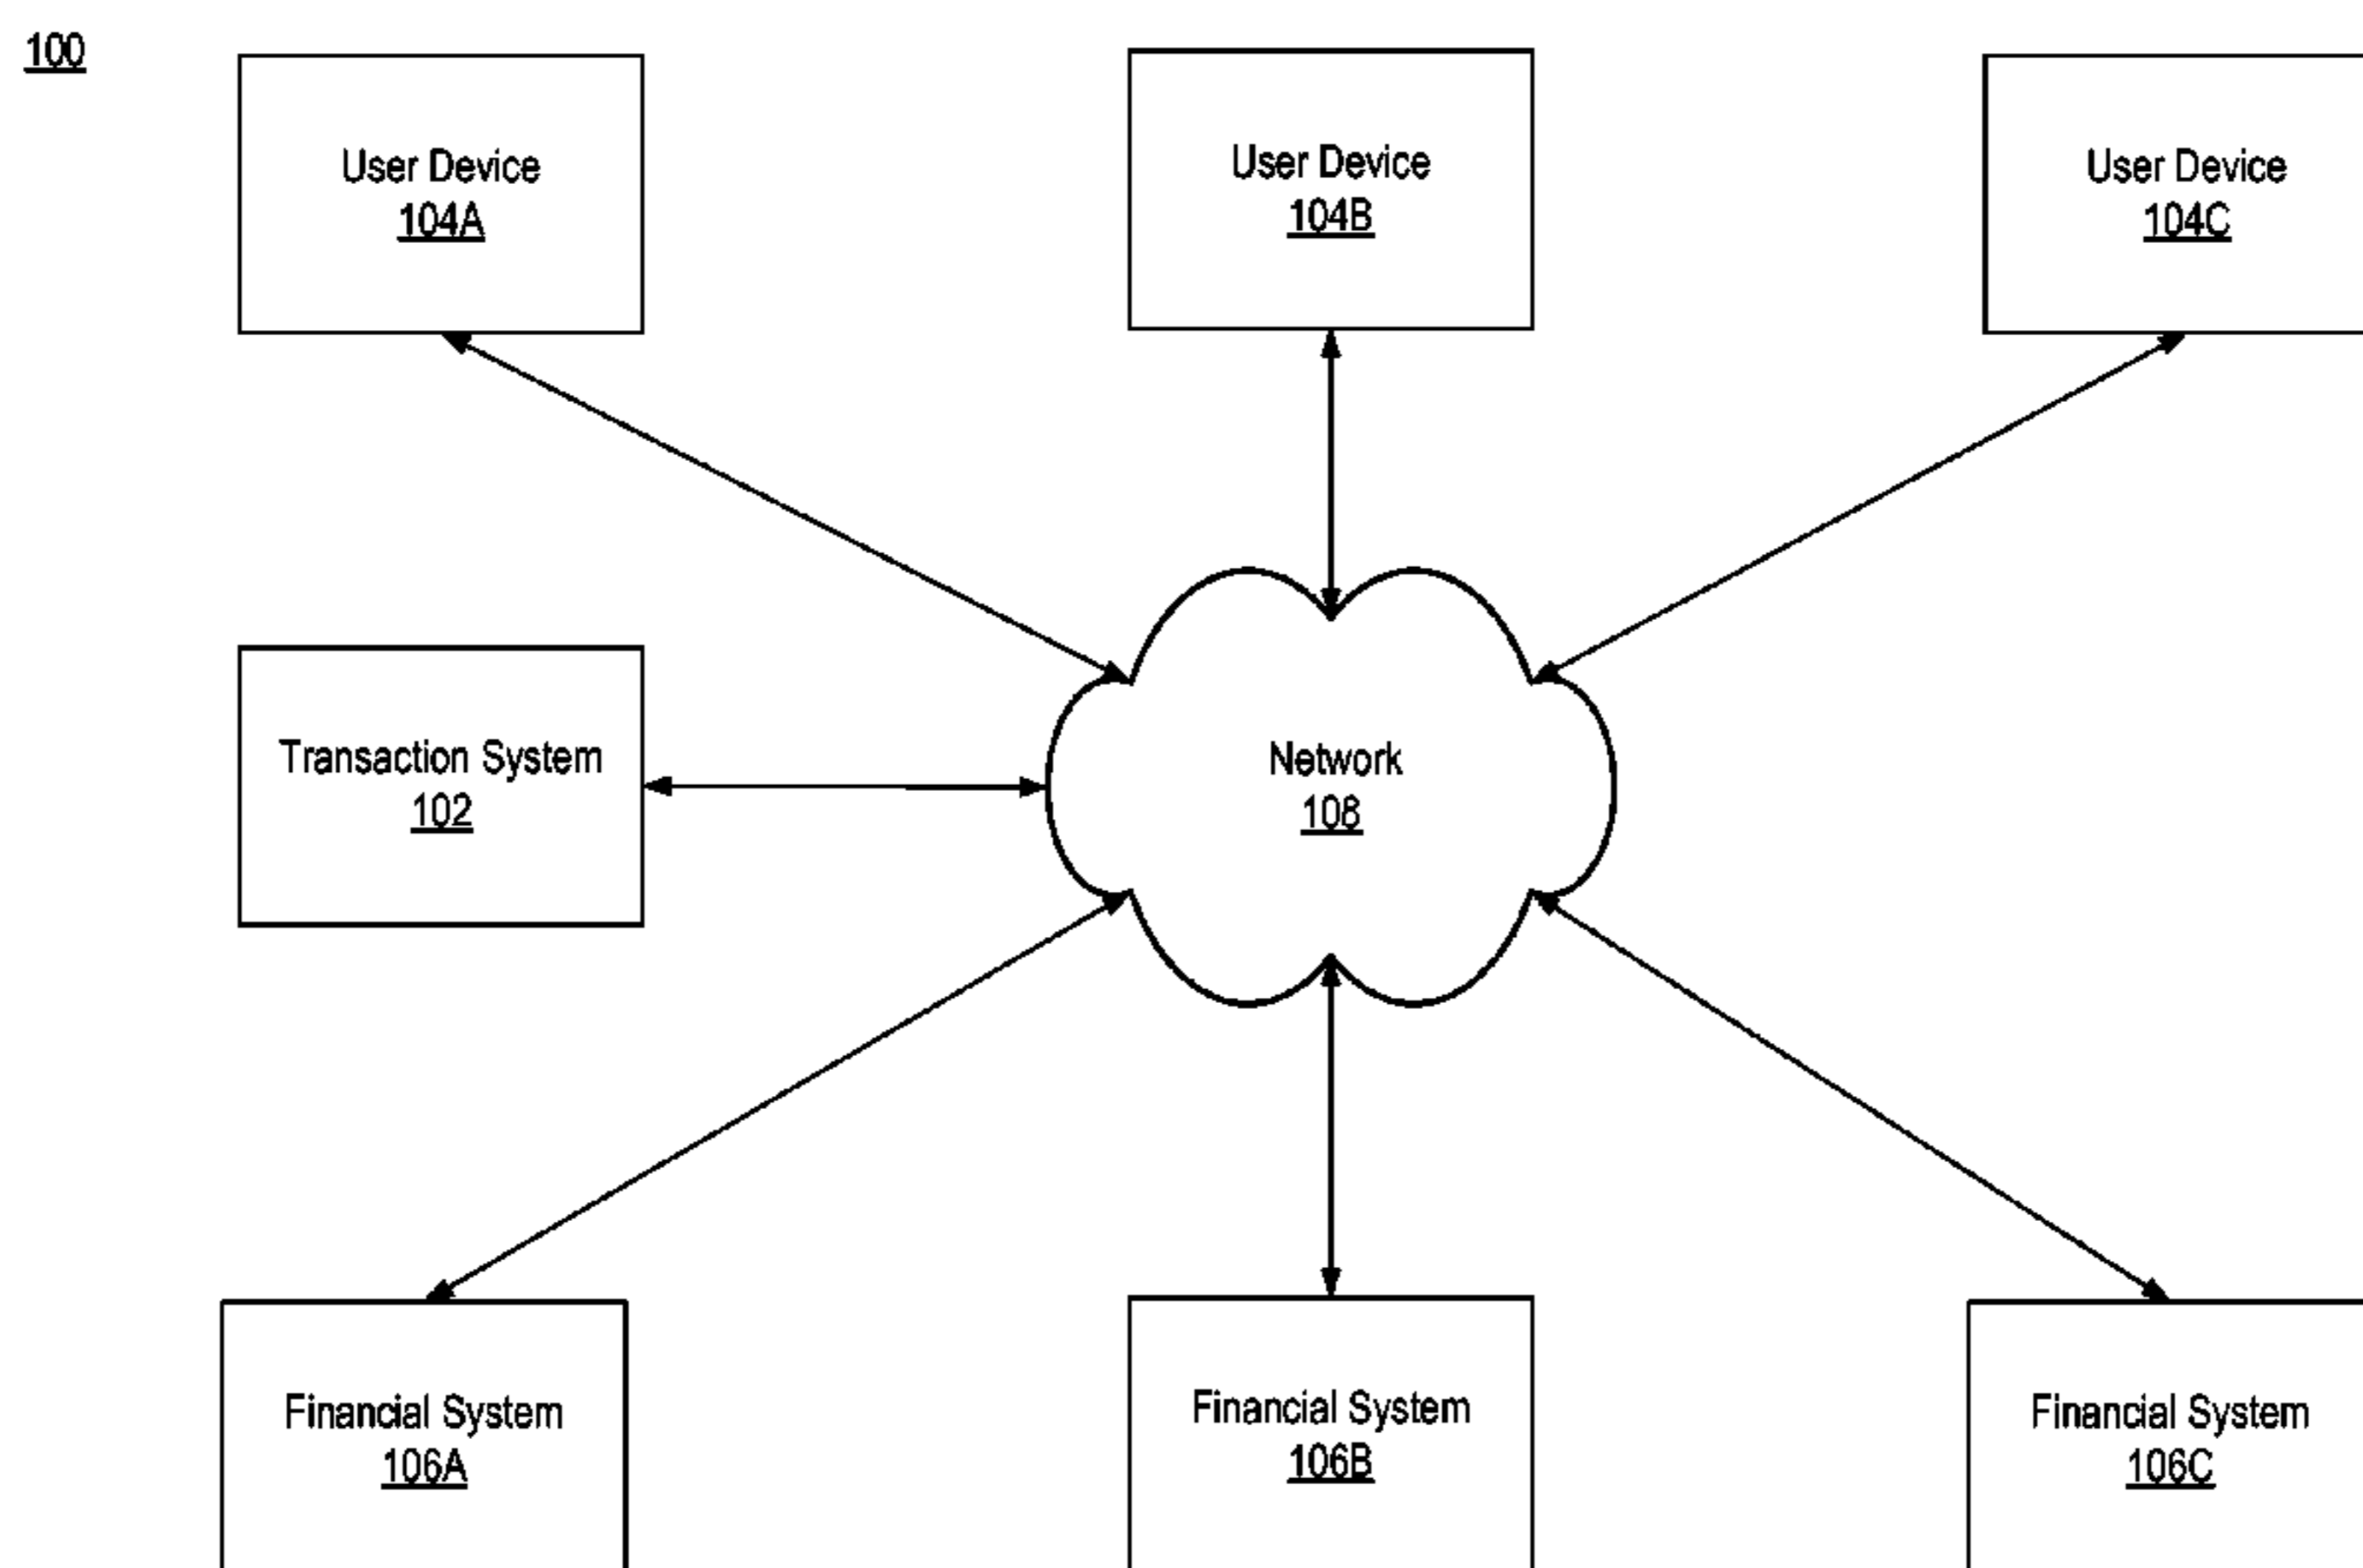 100
User Device
104A
User Device
104B
User Device
104C
Transaction System
102
Network
108
Financial System
106A
Financial System
106B
Financial System
106C